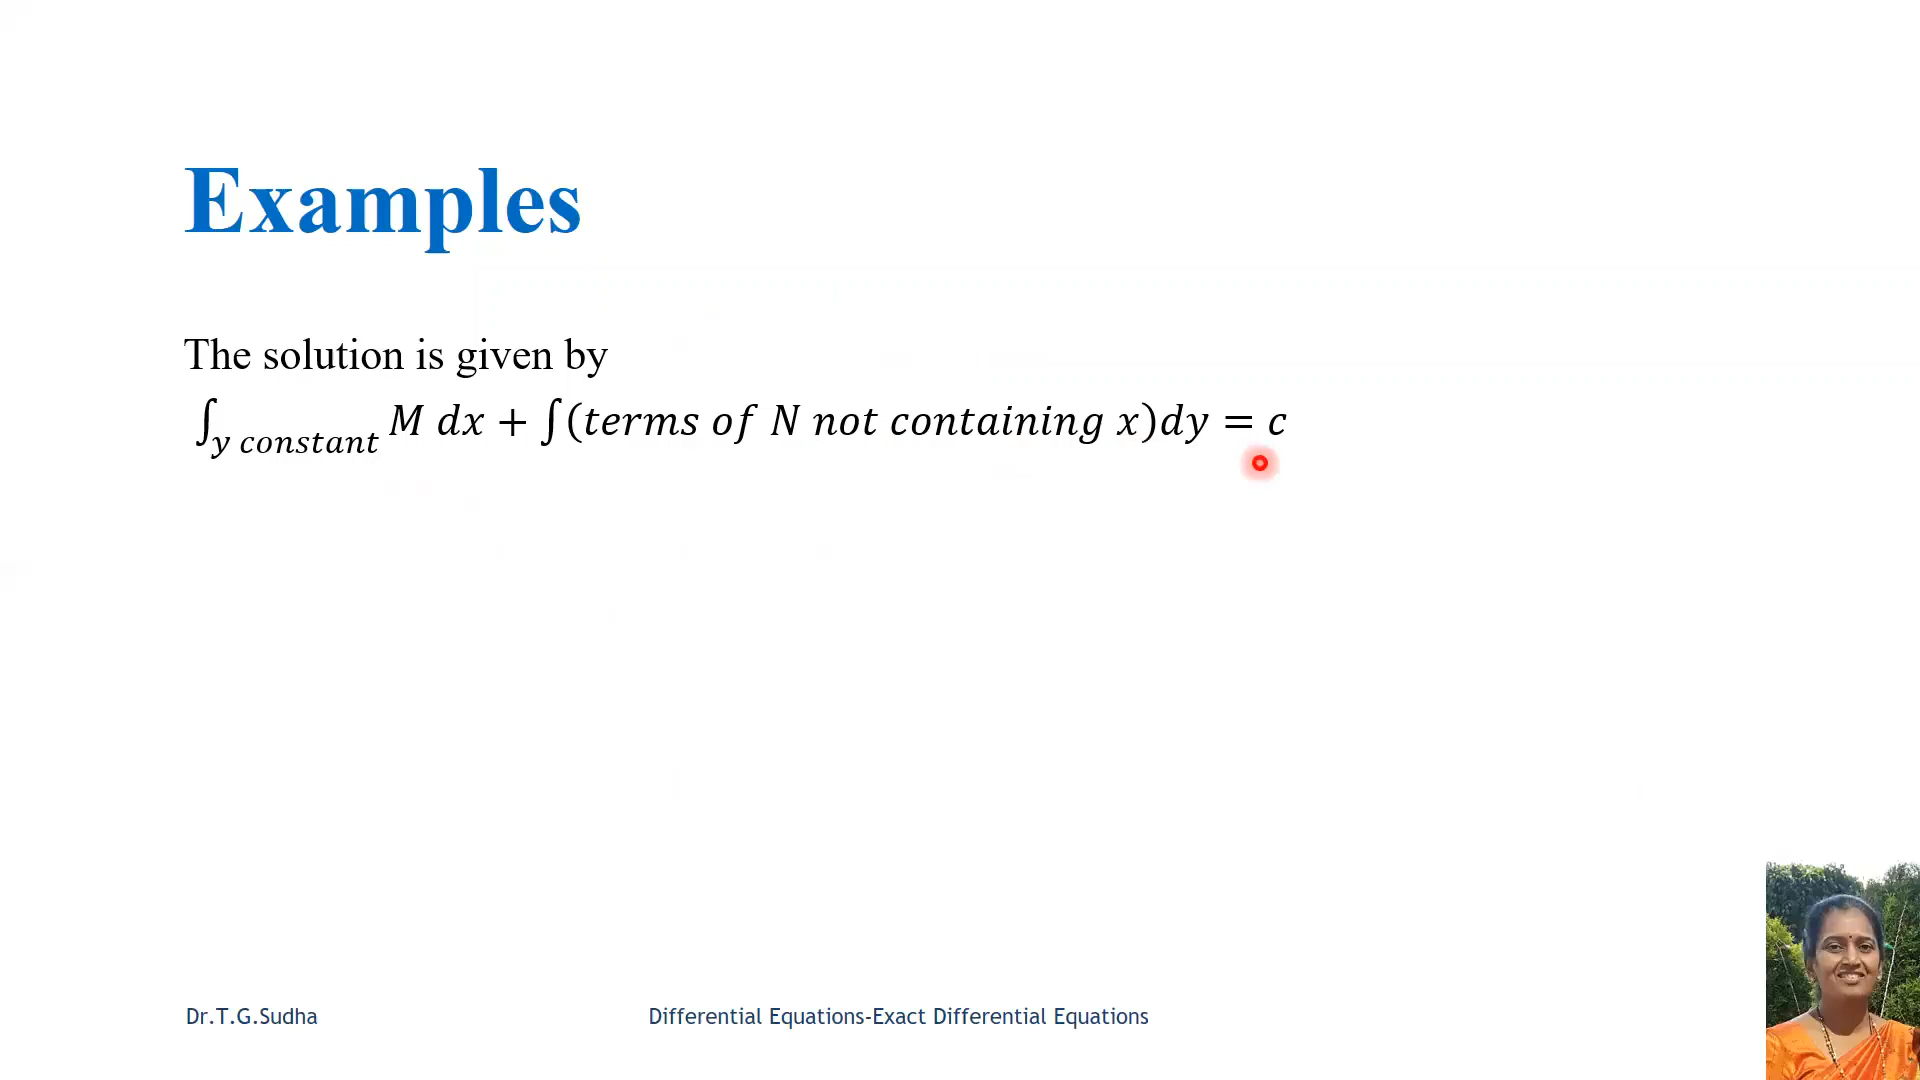 Examples
The solution is given by
∫_{y constant} M dx + ∫(terms of N not containing x)dy = c
Dr.T.G.Sudha
Differential Equations-Exact Differential Equations